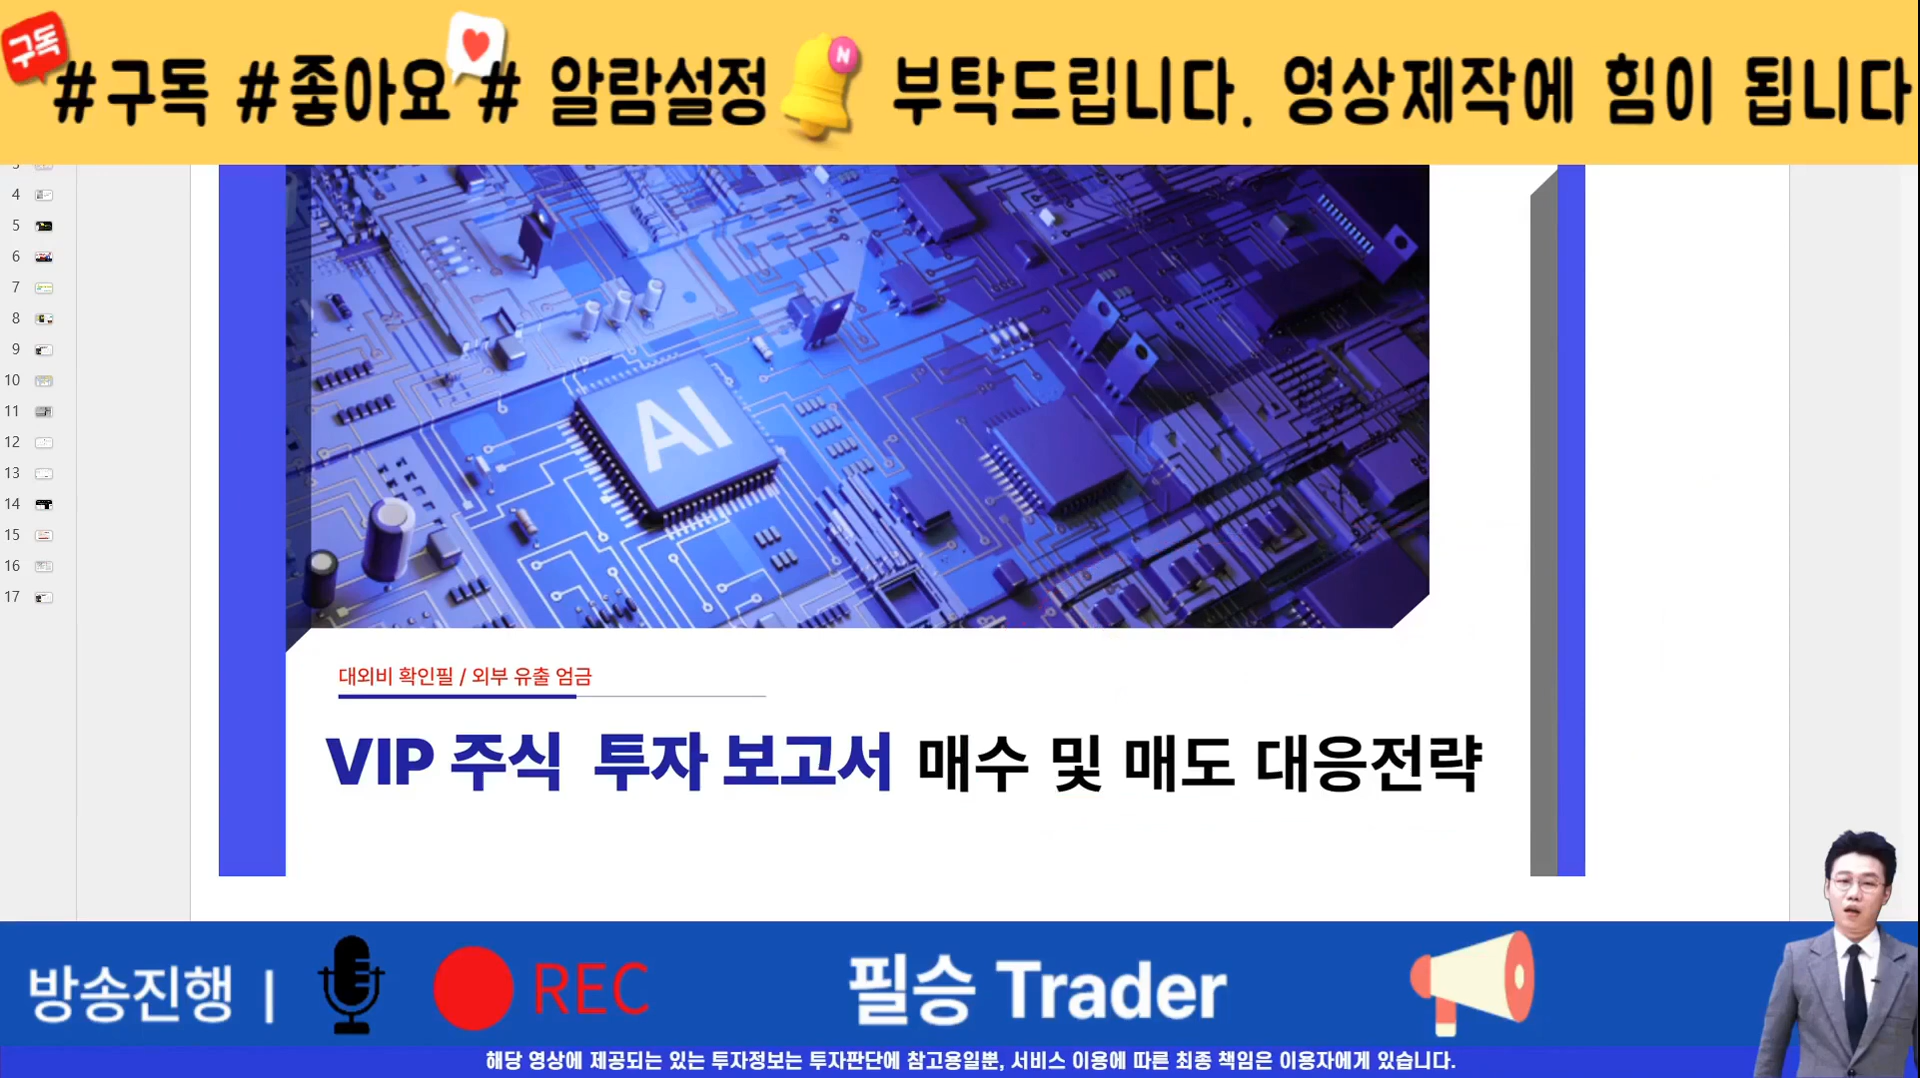 구독
#구독 #좋아요 # 알람설정 N 부탁드립니다. 영상제작에 힘이 됩니다
4
5
6
7
8
9
10
11
12
13
14
15
16
17
AI
대외비 확인필 / 외부 유출 엄금
VIP 주식 투자 보고서 매수 및 매도 대응전략
방송진행 | REC 필승 Trader
해당 영상에 제공되는 있는 투자정보는 투자판단에 참고용일뿐, 서비스 이용에 따른 최종 책임은 이용자에게 있습니다.